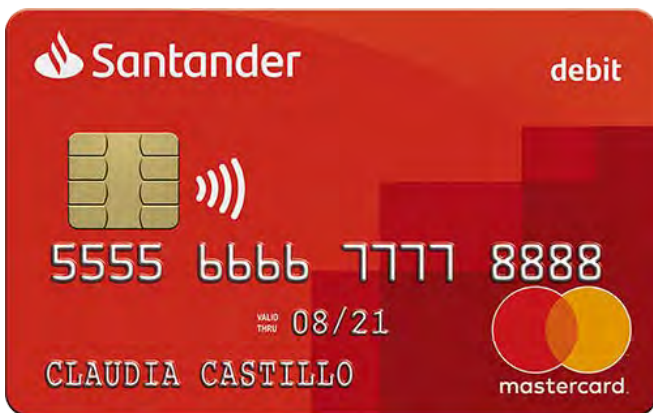 Santander
debit
5555 6666 7777 8888
VALID THRU 08/21
CLAUDIA CASTILLO
mastercard.